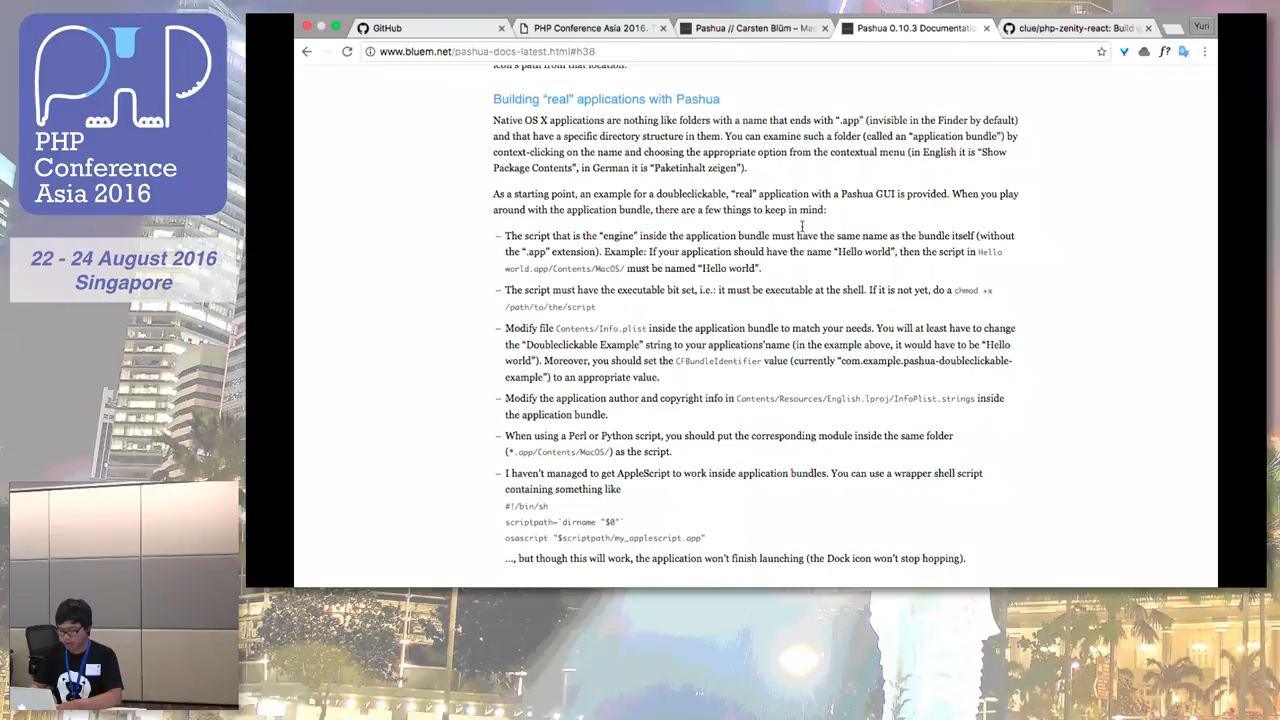 PHP
PHP
Conference
Asia 2016
22 - 24 August 2016
Singapore
GitHub
PHP Conference Asia 2016. T
Pashua // Carsten Blüm – Ma
Pashua 0.10.3 Documentatio
clue/php-zenity-react: Build
Yuri
www.bluem.net/pashua-docs-latest.html#h38
icon's path from that location.
Building “real” applications with Pashua
Native OS X applications are nothing like folders with a name that ends with “.app” (invisible in the Finder by default)
and that have a specific directory structure in them. You can examine such a folder (called an “application bundle”) by
context-clicking on the name and choosing the appropriate option from the contextual menu (in English it is “Show
Package Contents”, in German it is “Paketinhalt zeigen”).
As a starting point, an example for a doubleclickable, “real” application with a Pashua GUI is provided. When you play
around with the application bundle, there are a few things to keep in mind:
– The script that is the “engine” inside the application bundle must have the same name as the bundle itself (without
the “.app” extension). Example: If your application should have the name “Hello world”, then the script in Hello
world.app/Contents/MacOS/ must be named “Hello world”.
– The script must have the executable bit set, i.e.: it must be executable at the shell. If it is not yet, do a chmod +x
/path/to/the/script
– Modify file Contents/Info.plist inside the application bundle to match your needs. You will at least have to change
the “Doubleclickable Example” string to your applications’name (in the example above, it would have to be “Hello
world”). Moreover, you should set the CFBundleIdentifier value (currently “com.example.pashua-doubleclickable-
example”) to an appropriate value.
– Modify the application author and copyright info in Contents/Resources/English.lproj/InfoPlist.strings inside
the application bundle.
– When using a Perl or Python script, you should put the corresponding module inside the same folder
(*.app/Contents/MacOS/) as the script.
– I haven’t managed to get AppleScript to work inside application bundles. You can use a wrapper shell script
containing something like
#!/bin/sh
scriptpath=`dirname "$0"`
osascript "$scriptpath/my_applescript.app"
…, but though this will work, the application won’t finish launching (the Dock icon won’t stop hopping).